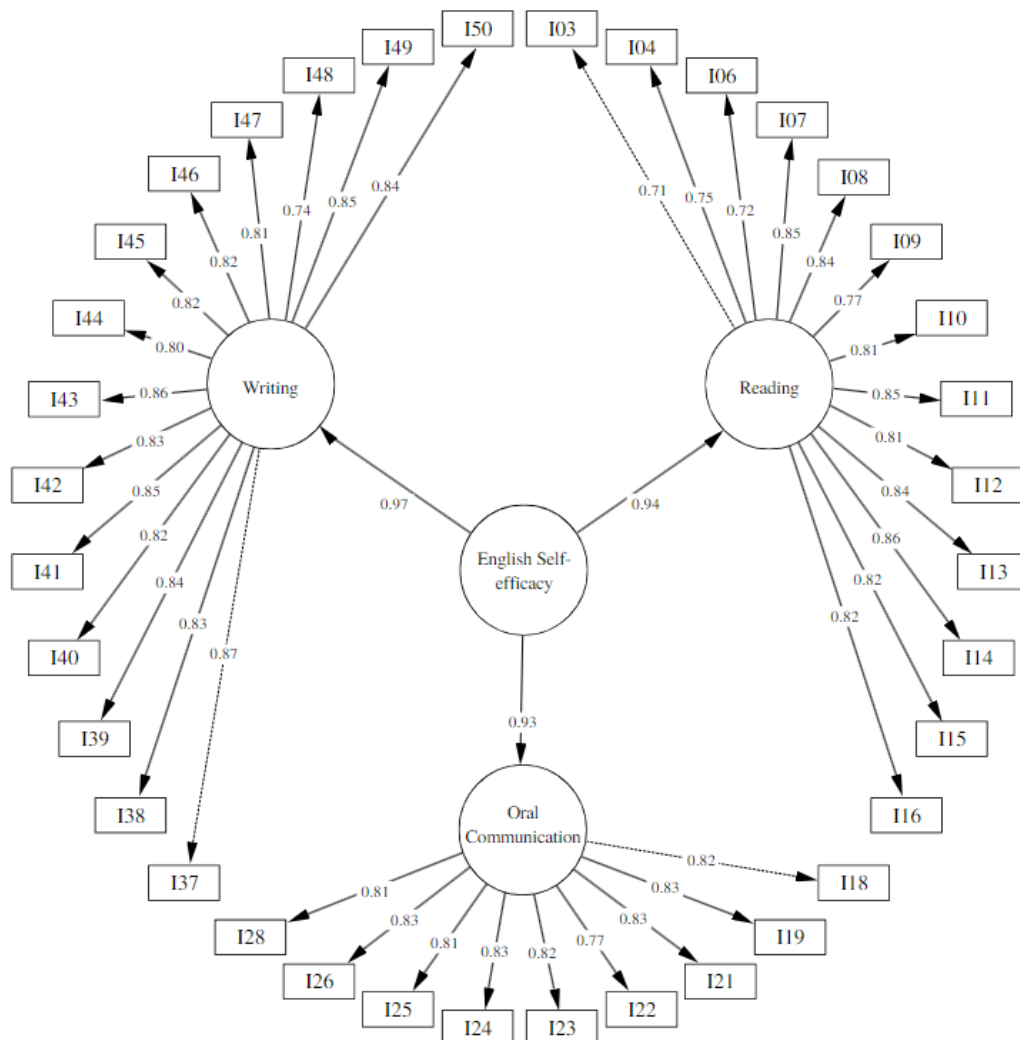 I50
I03
I49
I04
I48
I06
I47
I07
I46
I08
I45
I09
I44
I10
I43
I11
I42
I12
I41
I13
I40
I14
I39
I15
I38
I16
I37
I18
I28
I19
I26
I21
I25
I22
I24
I23
0.84
0.85
0.74
0.81
0.82
0.82
0.80
0.86
0.83
0.85
0.82
0.84
0.83
0.87
Writing
0.71
0.75
0.72
0.85
0.84
0.77
0.81
0.85
0.81
0.84
0.86
0.82
0.82
Reading
0.97
0.94
English Self-
efficacy
0.93
Oral
Communication
0.82
0.83
0.83
0.77
0.82
0.83
0.81
0.83
0.81